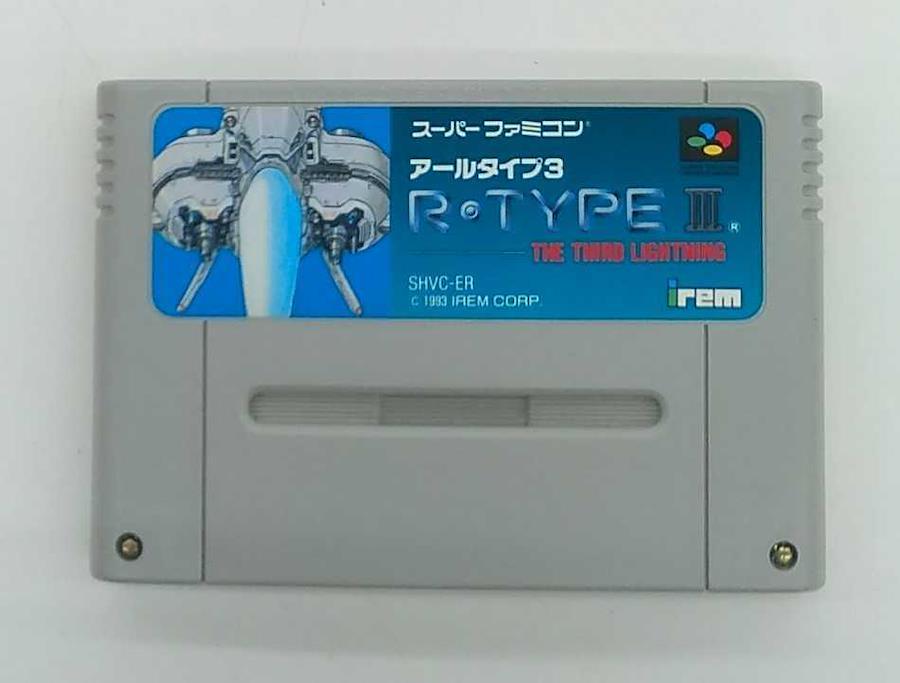 スーパーファミコン®
アールタイプ3
R・TYPE III®
THE THIRD LIGHTNING
SHVC-ER
© 1993 IREM CORP.
irem